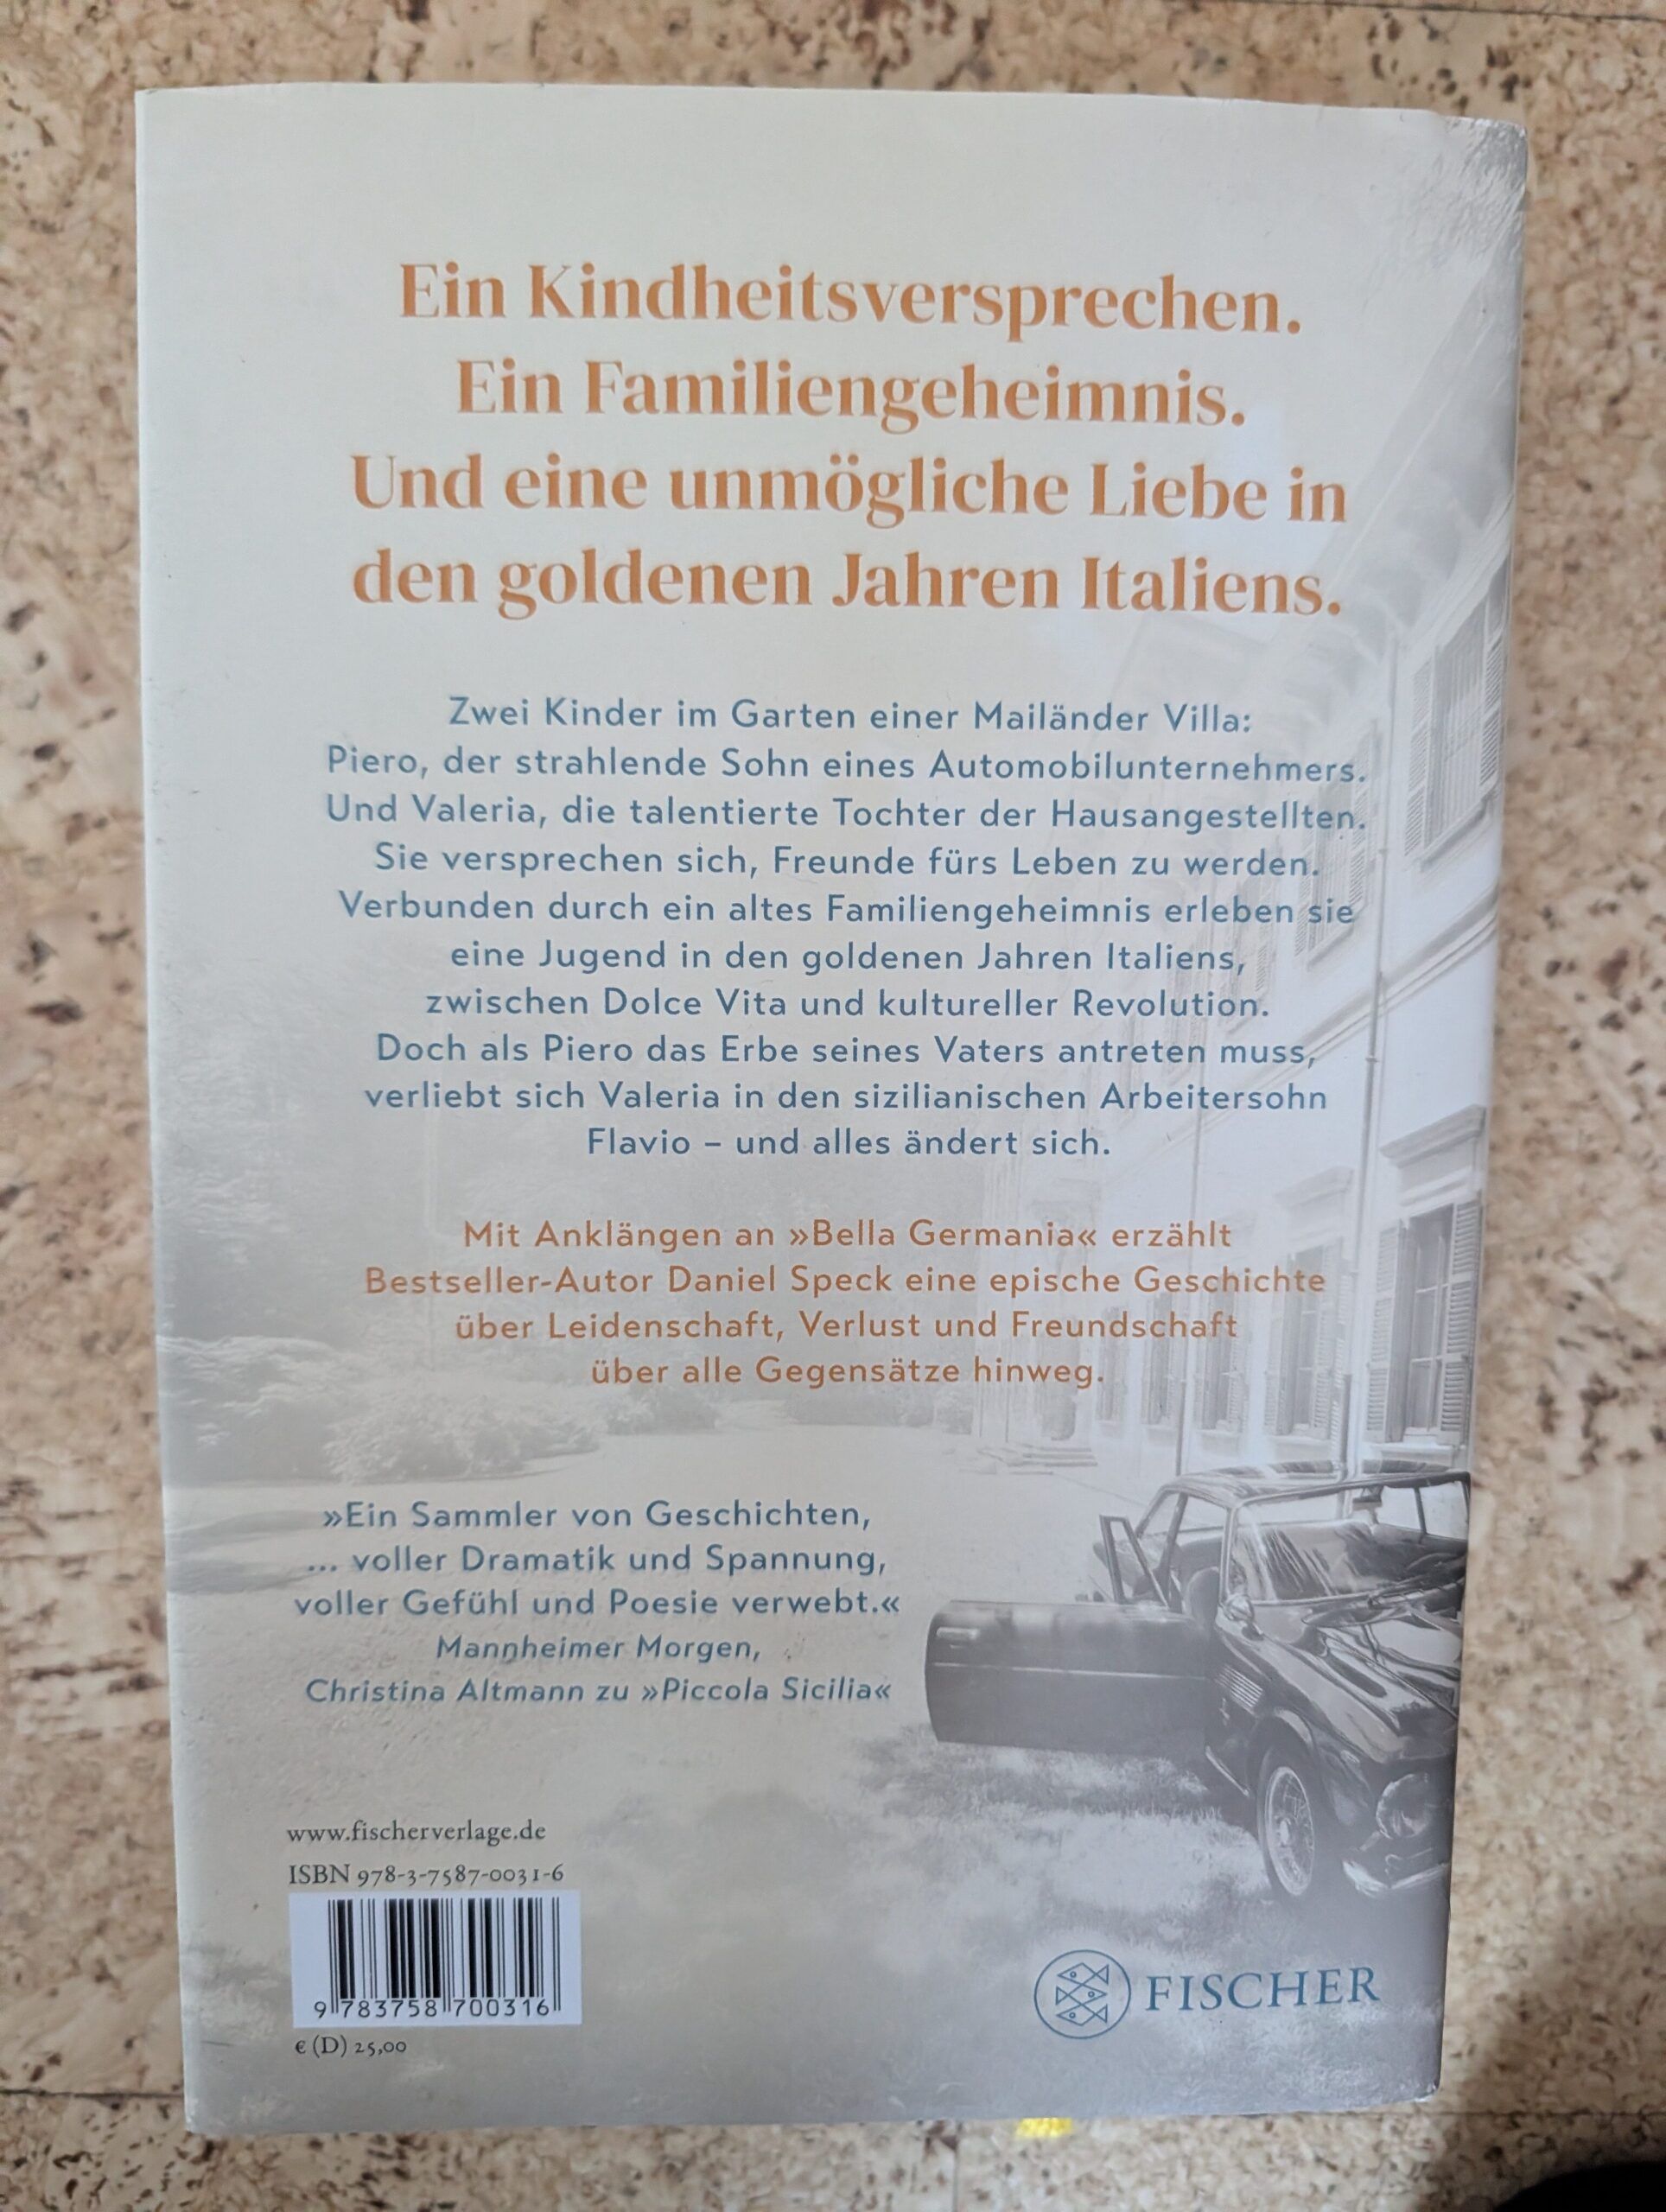 Ein Kindheitsversprechen.
Ein Familiengeheimnis.
Und eine unmögliche Liebe in
den goldenen Jahren Italiens.
Zwei Kinder im Garten einer Mailänder Villa:
Piero, der strahlende Sohn eines Automobilunternehmers.
Und Valeria, die talentierte Tochter der Hausangestellten.
Sie versprechen sich, Freunde fürs Leben zu werden.
Verbunden durch ein altes Familiengeheimnis erleben sie
eine Jugend in den goldenen Jahren Italiens,
zwischen Dolce Vita und kultureller Revolution.
Doch als Piero das Erbe seines Vaters antreten muss,
verliebt sich Valeria in den sizilianischen Arbeitersohn
Flavio – und alles ändert sich.
Mit Anklängen an »Bella Germania« erzählt
Bestseller-Autor Daniel Speck eine epische Geschichte
über Leidenschaft, Verlust und Freundschaft
über alle Gegensätze hinweg.
»Ein Sammler von Geschichten,
... voller Dramatik und Spannung,
voller Gefühl und Poesie verwebt.«
Mannheimer Morgen,
Christina Altmann zu »Piccola Sicilia«
www.fischerverlage.de
ISBN 978-3-7587-0031-6
9 783758 700316
€ (D) 25,00
FISCHER